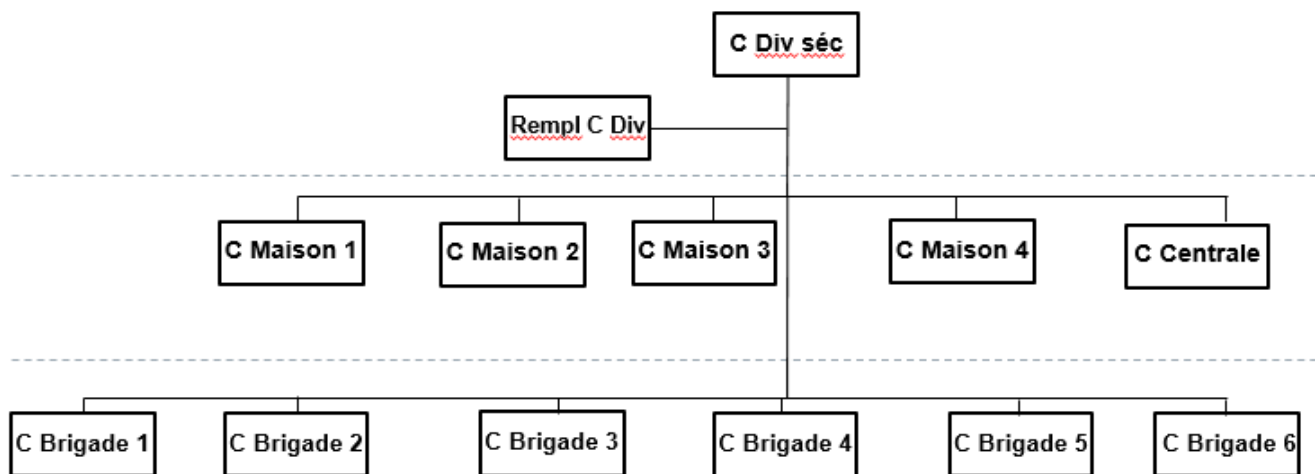 C Div séc
Rempl C Div
C Maison 1
C Maison 2
C Maison 3
C Maison 4
C Centrale
C Brigade 1
C Brigade 2
C Brigade 3
C Brigade 4
C Brigade 5
C Brigade 6